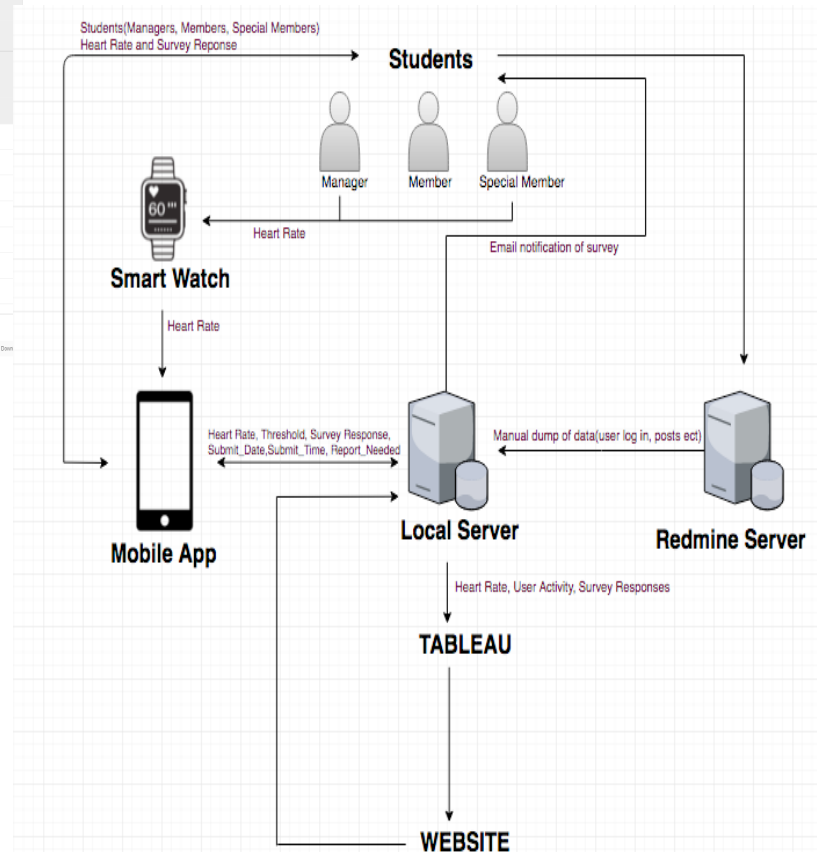 Students(Managers, Members, Special Members)
Heart Rate and Survey Reponse
Students
Manager
Member
Special Member
60
Heart Rate
Email notification of survey
Smart Watch
Heart Rate
Down
Heart Rate, Threshold, Survey Response,
Submit_Date,Submit_Time, Report_Needed
Manual dump of data(user log in, posts ect)
Mobile App
Local Server
Redmine Server
Heart Rate, User Activity, Survey Responses
TABLEAU
WEBSITE